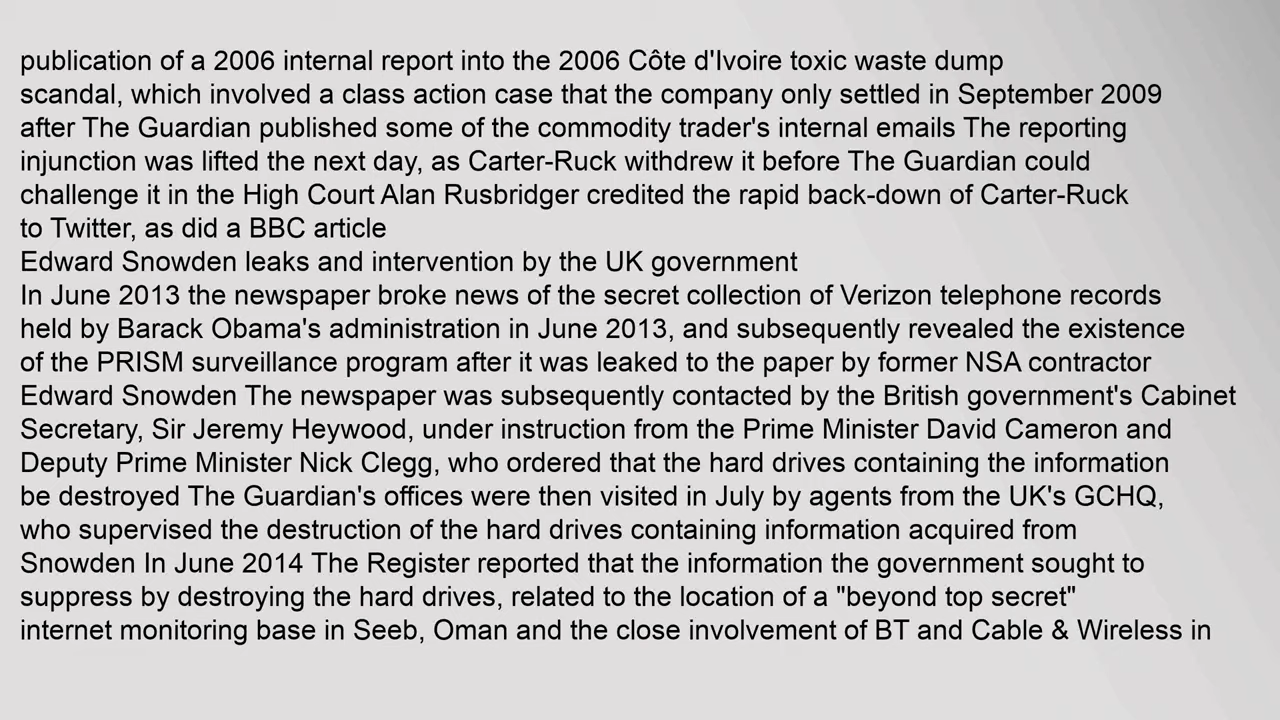 publication of a 2006 internal report into the 2006 Côte d'Ivoire toxic waste dump
scandal, which involved a class action case that the company only settled in September 2009
after The Guardian published some of the commodity trader's internal emails The reporting
injunction was lifted the next day, as Carter-Ruck withdrew it before The Guardian could
challenge it in the High Court Alan Rusbridger credited the rapid back-down of Carter-Ruck
to Twitter, as did a BBC article
Edward Snowden leaks and intervention by the UK government
In June 2013 the newspaper broke news of the secret collection of Verizon telephone records
held by Barack Obama's administration in June 2013, and subsequently revealed the existence
of the PRISM surveillance program after it was leaked to the paper by former NSA contractor
Edward Snowden The newspaper was subsequently contacted by the British government's Cabinet
Secretary, Sir Jeremy Heywood, under instruction from the Prime Minister David Cameron and
Deputy Prime Minister Nick Clegg, who ordered that the hard drives containing the information
be destroyed The Guardian's offices were then visited in July by agents from the UK's GCHQ,
who supervised the destruction of the hard drives containing information acquired from
Snowden In June 2014 The Register reported that the information the government sought to
suppress by destroying the hard drives, related to the location of a "beyond top secret"
internet monitoring base in Seeb, Oman and the close involvement of BT and Cable & Wireless in